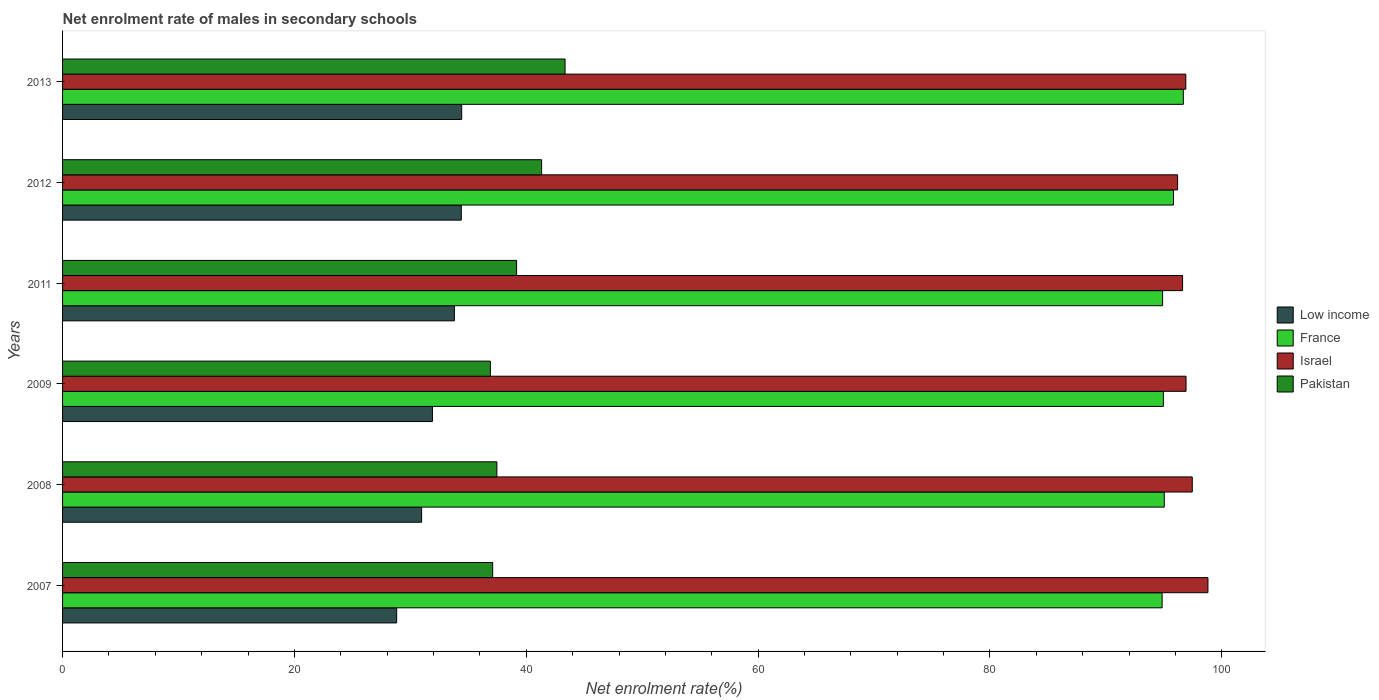 Net enrolment rate of males in secondary schools
2013
2012
2011
2009
2008
2007
Years
0
20
40
60
80
100
Net enrolment rate(%)
Low income
France
Israel
Pakistan